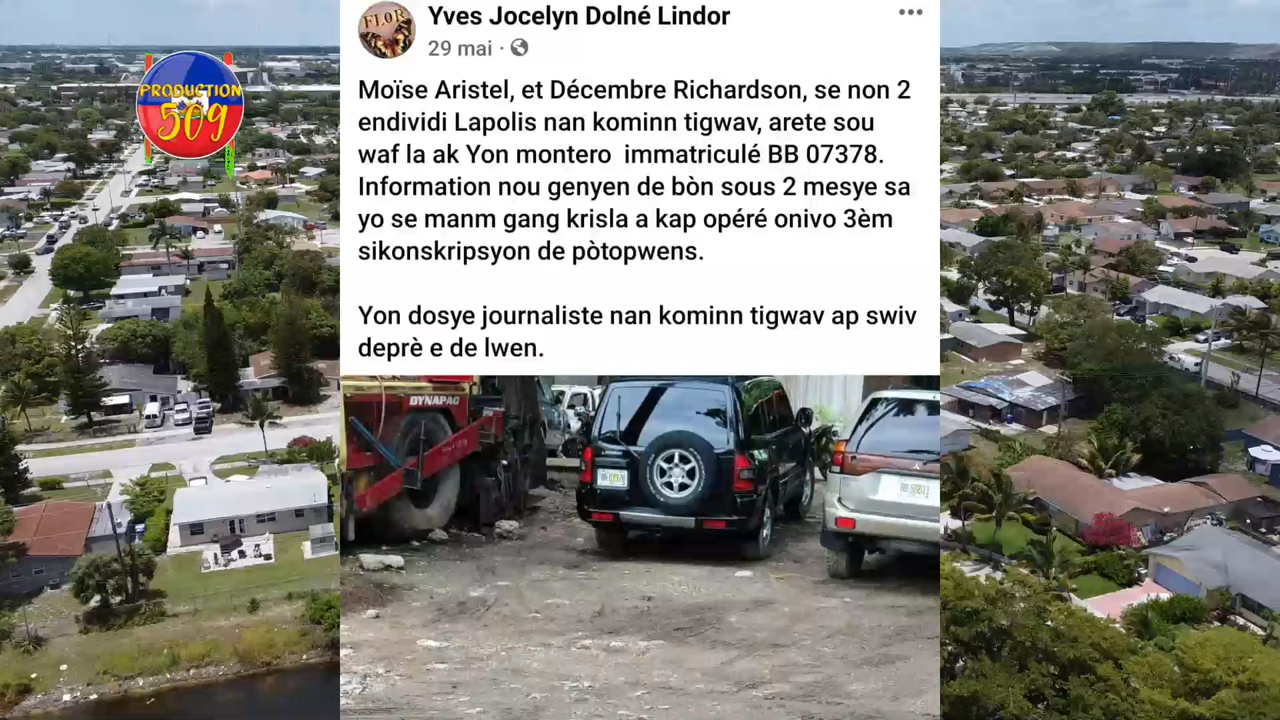 Yves Jocelyn Dolné Lindor
29 mai ·
FLOR
PRODUCTION
509
Moïse Aristel, et Décembre Richardson, se non 2
endividi Lapolis nan kominn tigwav, arete sou
waf la ak Yon montero immatriculé BB 07378.
Information nou genyen de bòn sous 2 mesye sa
yo se manm gang krisla a kap opéré onivo 3èm
sikonskripsyon de pòtopwens.
Yon dosye journaliste nan kominn tigwav ap swiv
deprè e de lwen.
DYNAPAC